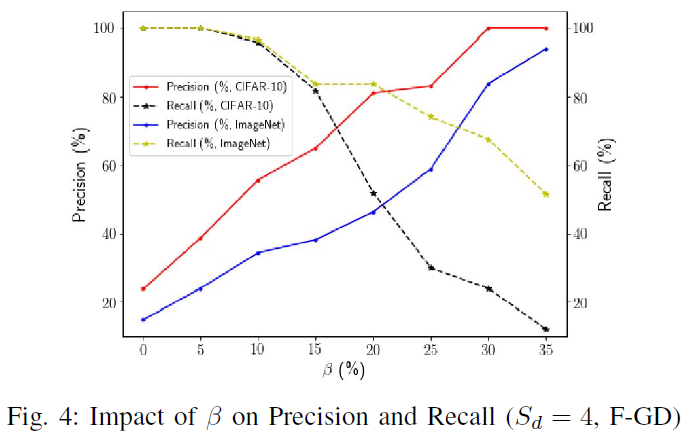 100
80
60
40
20
Precision (%)
Precision (%, CIFAR-10)
Recall (%, CIFAR-10)
Precision (%, ImageNet)
Recall (%, ImageNet)
100
80
60
40
20
Recall (%)
0 5 10 15 20 25 30 35
β (%)
Fig. 4: Impact of β on Precision and Recall (S_d = 4, F-GD)